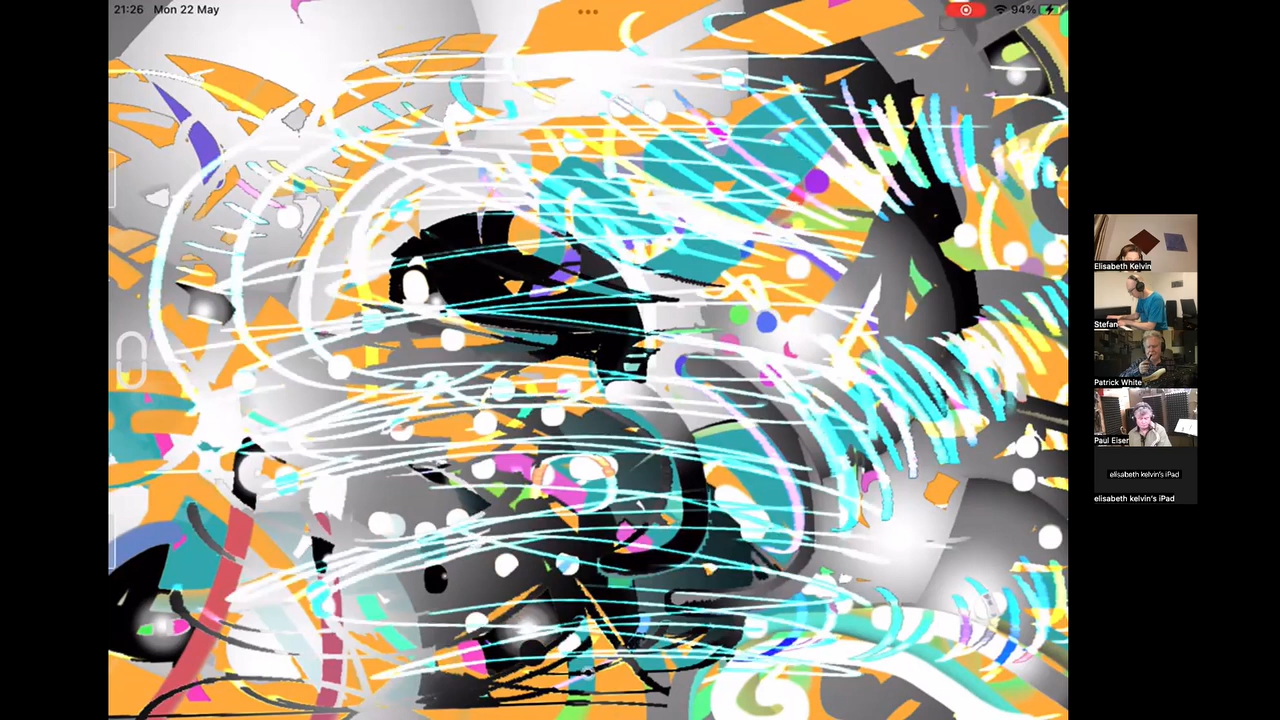 21:26 Mon 22 May
94%
Elisabeth Kelvin
Stefan
Patrick White
Paul Eiser
elisabeth kelvin's iPad
elisabeth kelvin's iPad